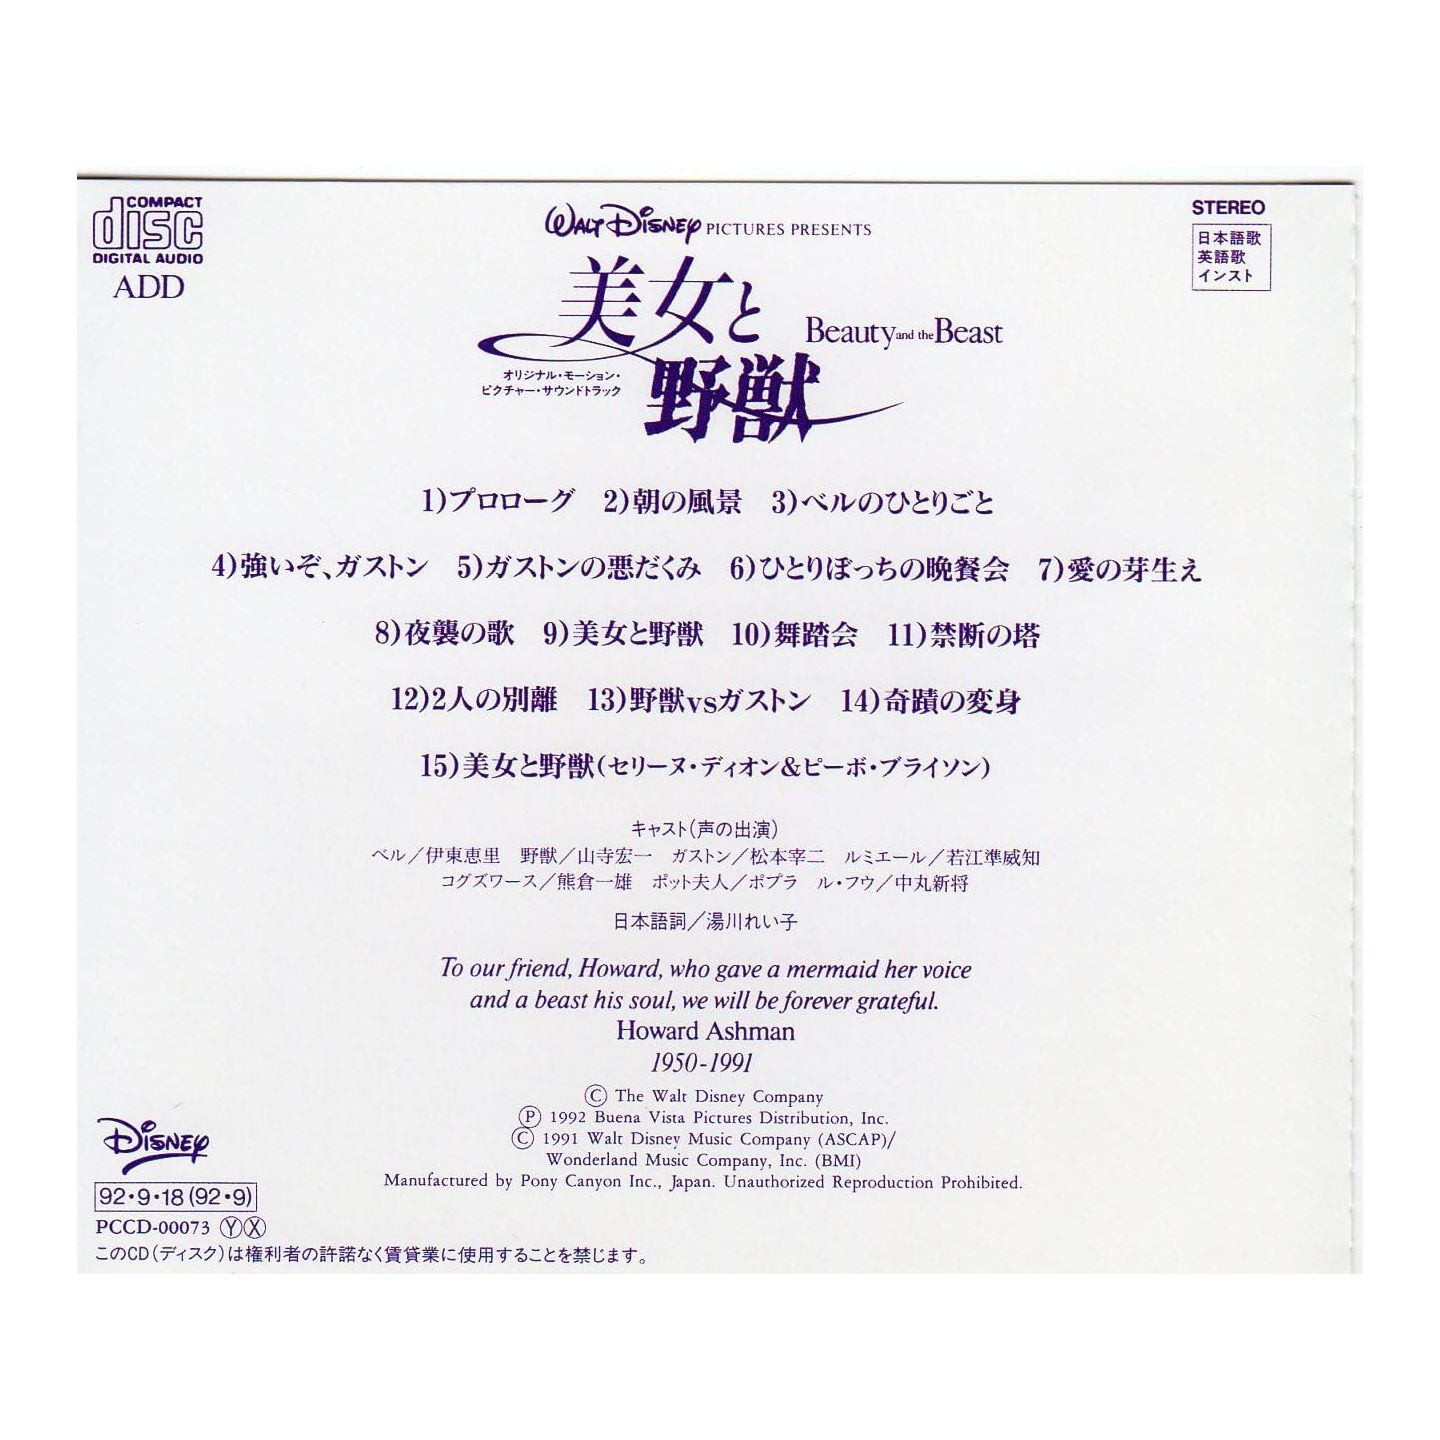 COMPACT
disc
DIGITAL AUDIO
ADD
WALT DISNEY PICTURES PRESENTS
STEREO
日本語歌
英語歌
インスト
美女と
野獣
Beauty and the Beast
オリジナル・モーション・
ピクチャー・サウンドトラック
1)プロローグ 2)朝の風景 3)ベルのひとりごと
4)強いぞ、ガストン 5)ガストンの悪だくみ 6)ひとりぼっちの晩餐会 7)愛の芽生え
8)夜襲の歌 9)美女と野獣 10)舞踏会 11)禁断の塔
12)2人の別離 13)野獣vsガストン 14)奇蹟の変身
15)美女と野獣(セリーヌ・ディオン&ピーボ・ブライソン)
キャスト(声の出演)
ベル/伊東恵里 野獣/山寺宏一 ガストン/松本宰二 ルミエール/若江準威知
コグズワース/熊倉一雄 ポット夫人/ポプラ ル・フウ/中丸新将
日本語詞/湯川れい子
To our friend, Howard, who gave a mermaid her voice
and a beast his soul, we will be forever grateful.
Howard Ashman
1950-1991
Ⓒ The Walt Disney Company
Ⓟ 1992 Buena Vista Pictures Distribution, Inc.
Ⓒ 1991 Walt Disney Music Company (ASCAP)/
Wonderland Music Company, Inc. (BMI)
Manufactured by Pony Canyon Inc., Japan. Unauthorized Reproduction Prohibited.
DISNEY
92・9・18(92・9)
PCCD-00073 ⓎⓍ
このCD(ディスク)は権利者の許諾なく賃貸業に使用することを禁じます。